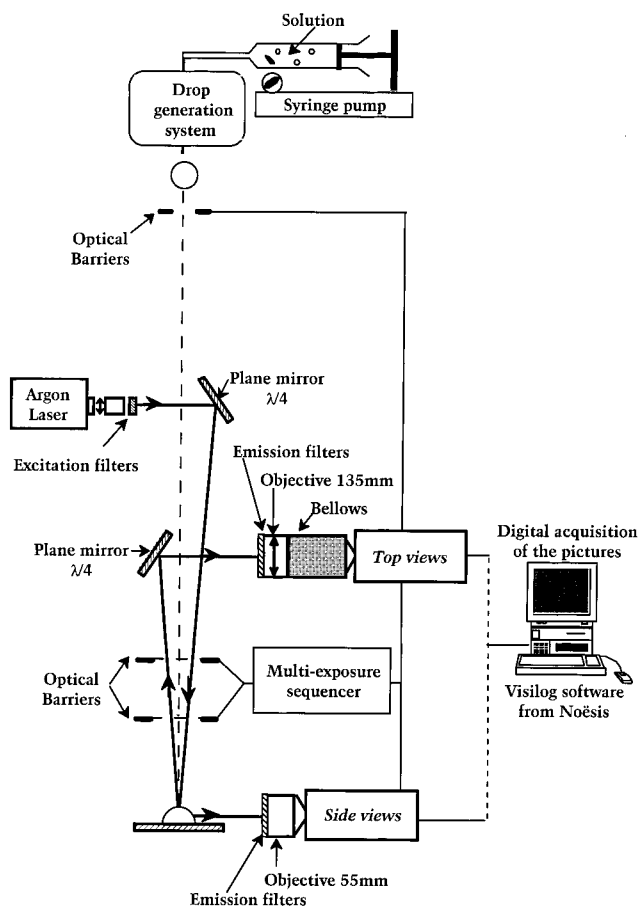 Solution
Drop
generation
system
Syringe pump
Optical
Barriers
Argon
Laser
Plane mirror
λ/4
Excitation filters
Emission filters
Objective 135mm
Bellows
Plane mirror
λ/4
Top views
Digital acquisition
of the pictures
Optical
Barriers
Multi-exposure
sequencer
Visilog software
from Noësis
Side views
Objective 55mm
Emission filters